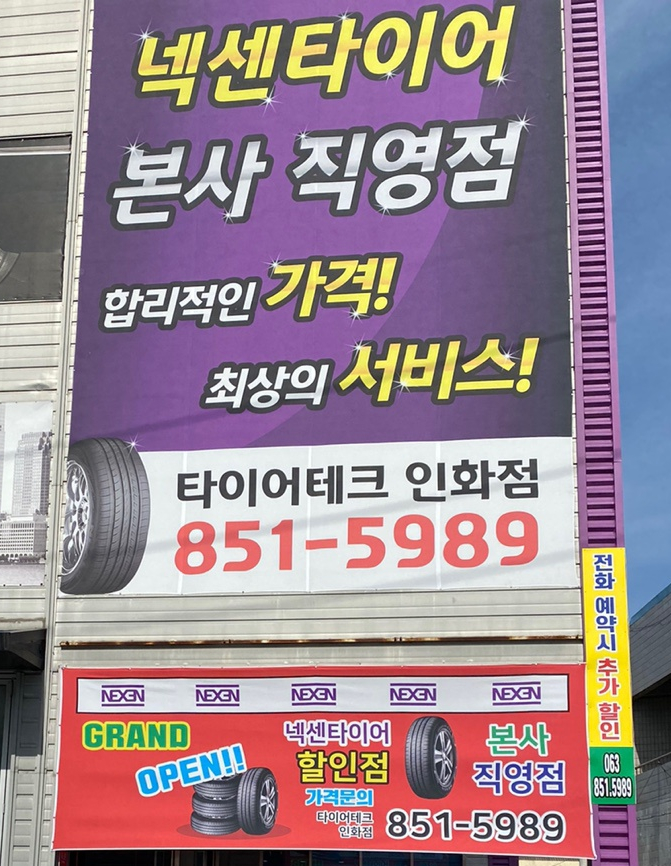 넥센타이어
본사 직영점
합리적인 가격!
최상의 서비스!
타이어테크 인화점
851-5989
전화 예약시 추가 할인
063
851.5989
NEXEN NEXEN NEXEN NEXEN NEXEN
GRAND
OPEN!!
넥센타이어
할인점
가격문의
타이어테크
인화점
851-5989
본사
직영점